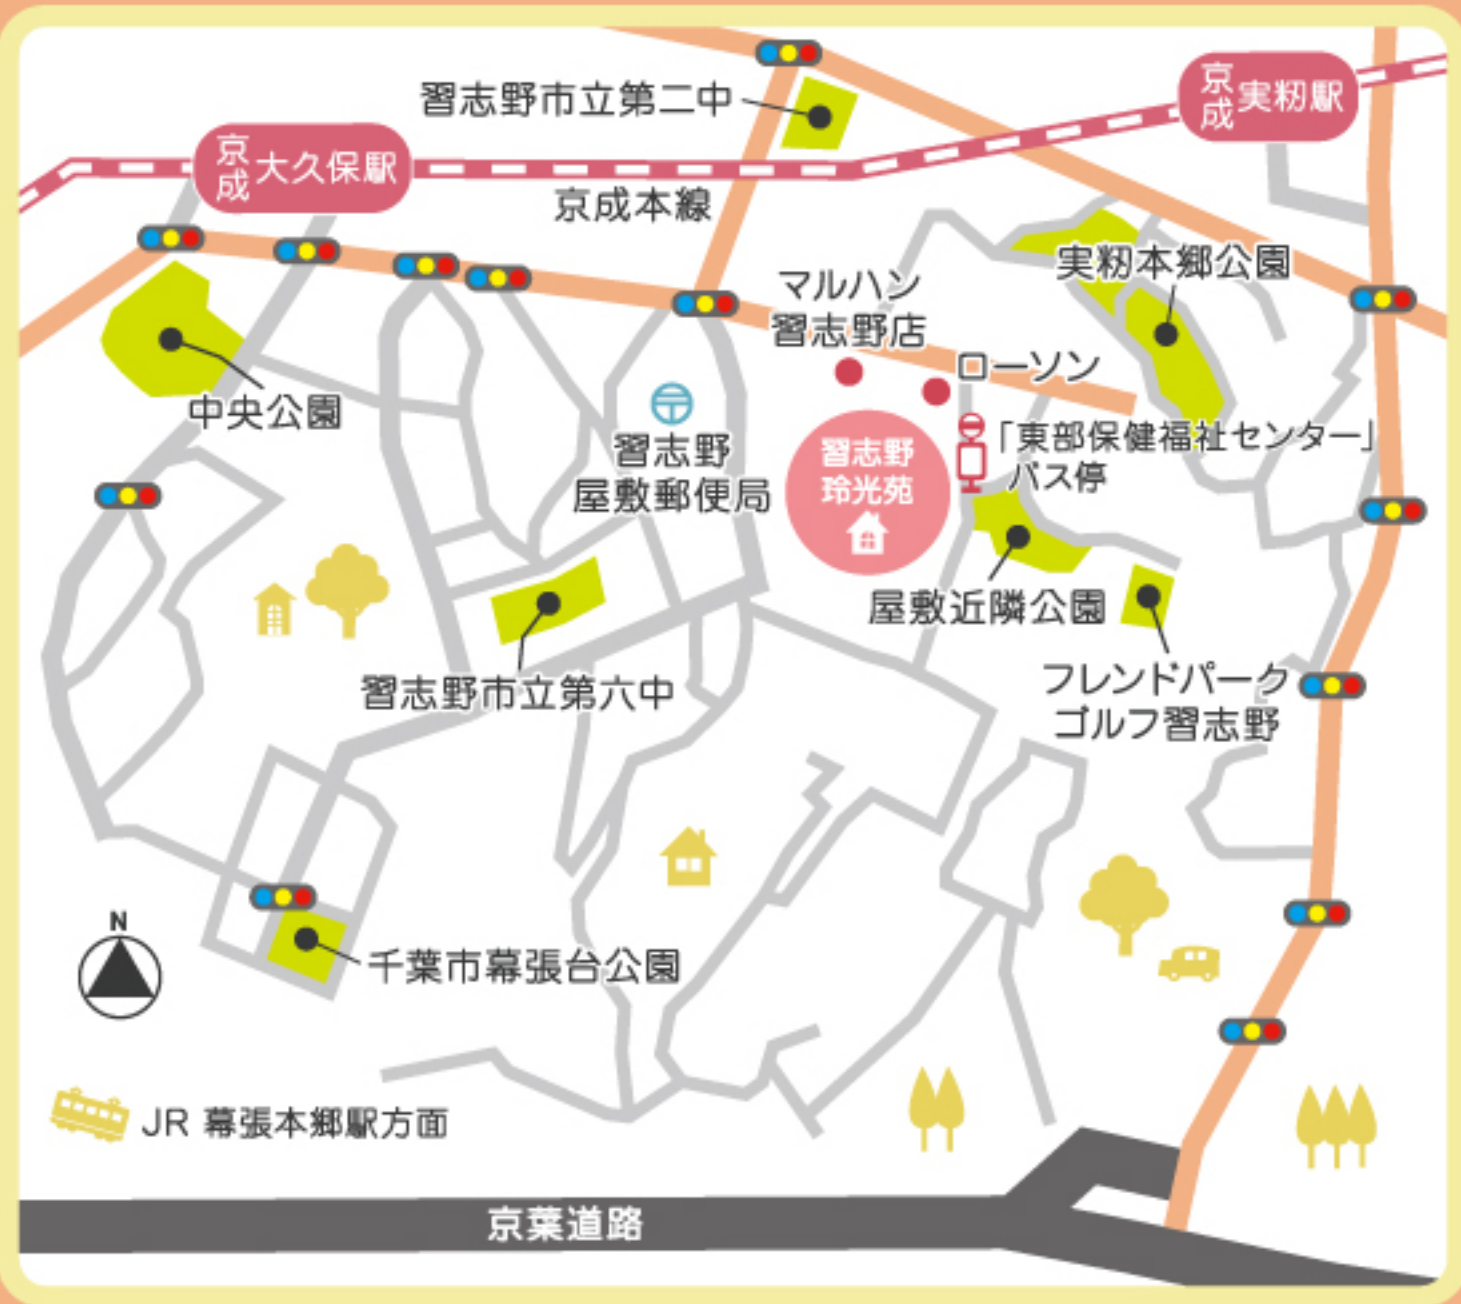 習志野市立第二中
京成
実籾駅
京成
大久保駅
京成本線
実籾本郷公園
マルハン
習志野店
ローソン
中央公園
習志野
屋敷郵便局
習志野
玲光苑
「東部保健福祉センター」
バス停
屋敷近隣公園
習志野市立第六中
フレンドパーク
ゴルフ習志野
N
千葉市幕張台公園
JR 幕張本郷駅方面
京葉道路